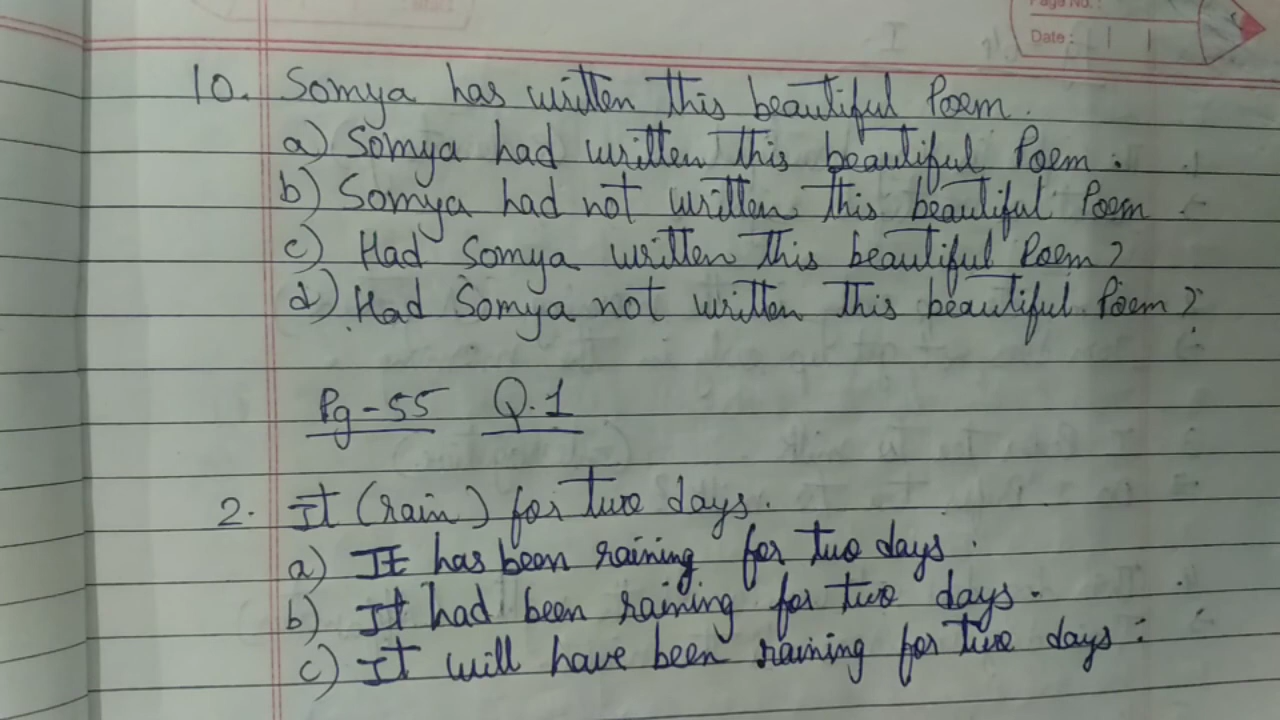 Page No.:
Date:
10. Somya has written this beautiful Poem.
a) Somya had written this beautiful Poem.
b) Somya had not written this beautiful Poem
c) Had Somya written this beautiful Poem?
d) Had Somya not written this beautiful Poem?
Pg-55 Q.1
2. It (rain) for two days.
a) It has been raining for two days.
b) It had been raining for two days.
c) It will have been raining for two days.